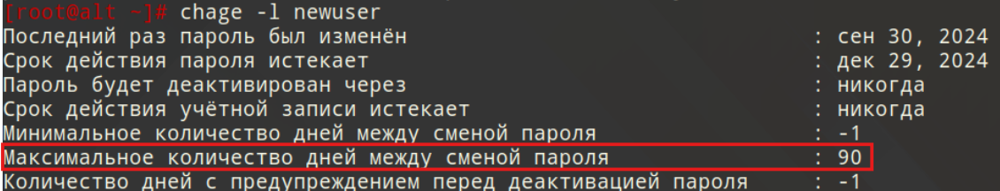 [root@alt ~]# chage -l newuser
Последний раз пароль был изменён : сен 30, 2024
Срок действия пароля истекает : дек 29, 2024
Пароль будет деактивирован через : никогда
Срок действия учётной записи истекает : никогда
Минимальное количество дней между сменой пароля : -1
Максимальное количество дней между сменой пароля : 90
Количество дней с предупреждением перед деактивацией пароля : -1